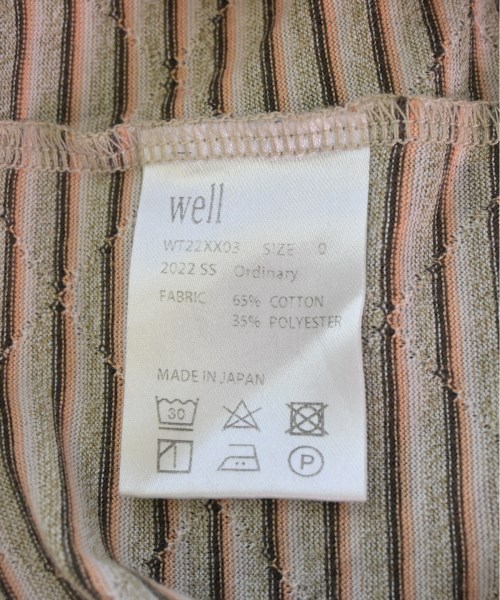 well
WT22XX03 SIZE 0
2022 SS Ordinary
FABRIC 65% COTTON
35% POLYESTER
MADE IN JAPAN
30
P